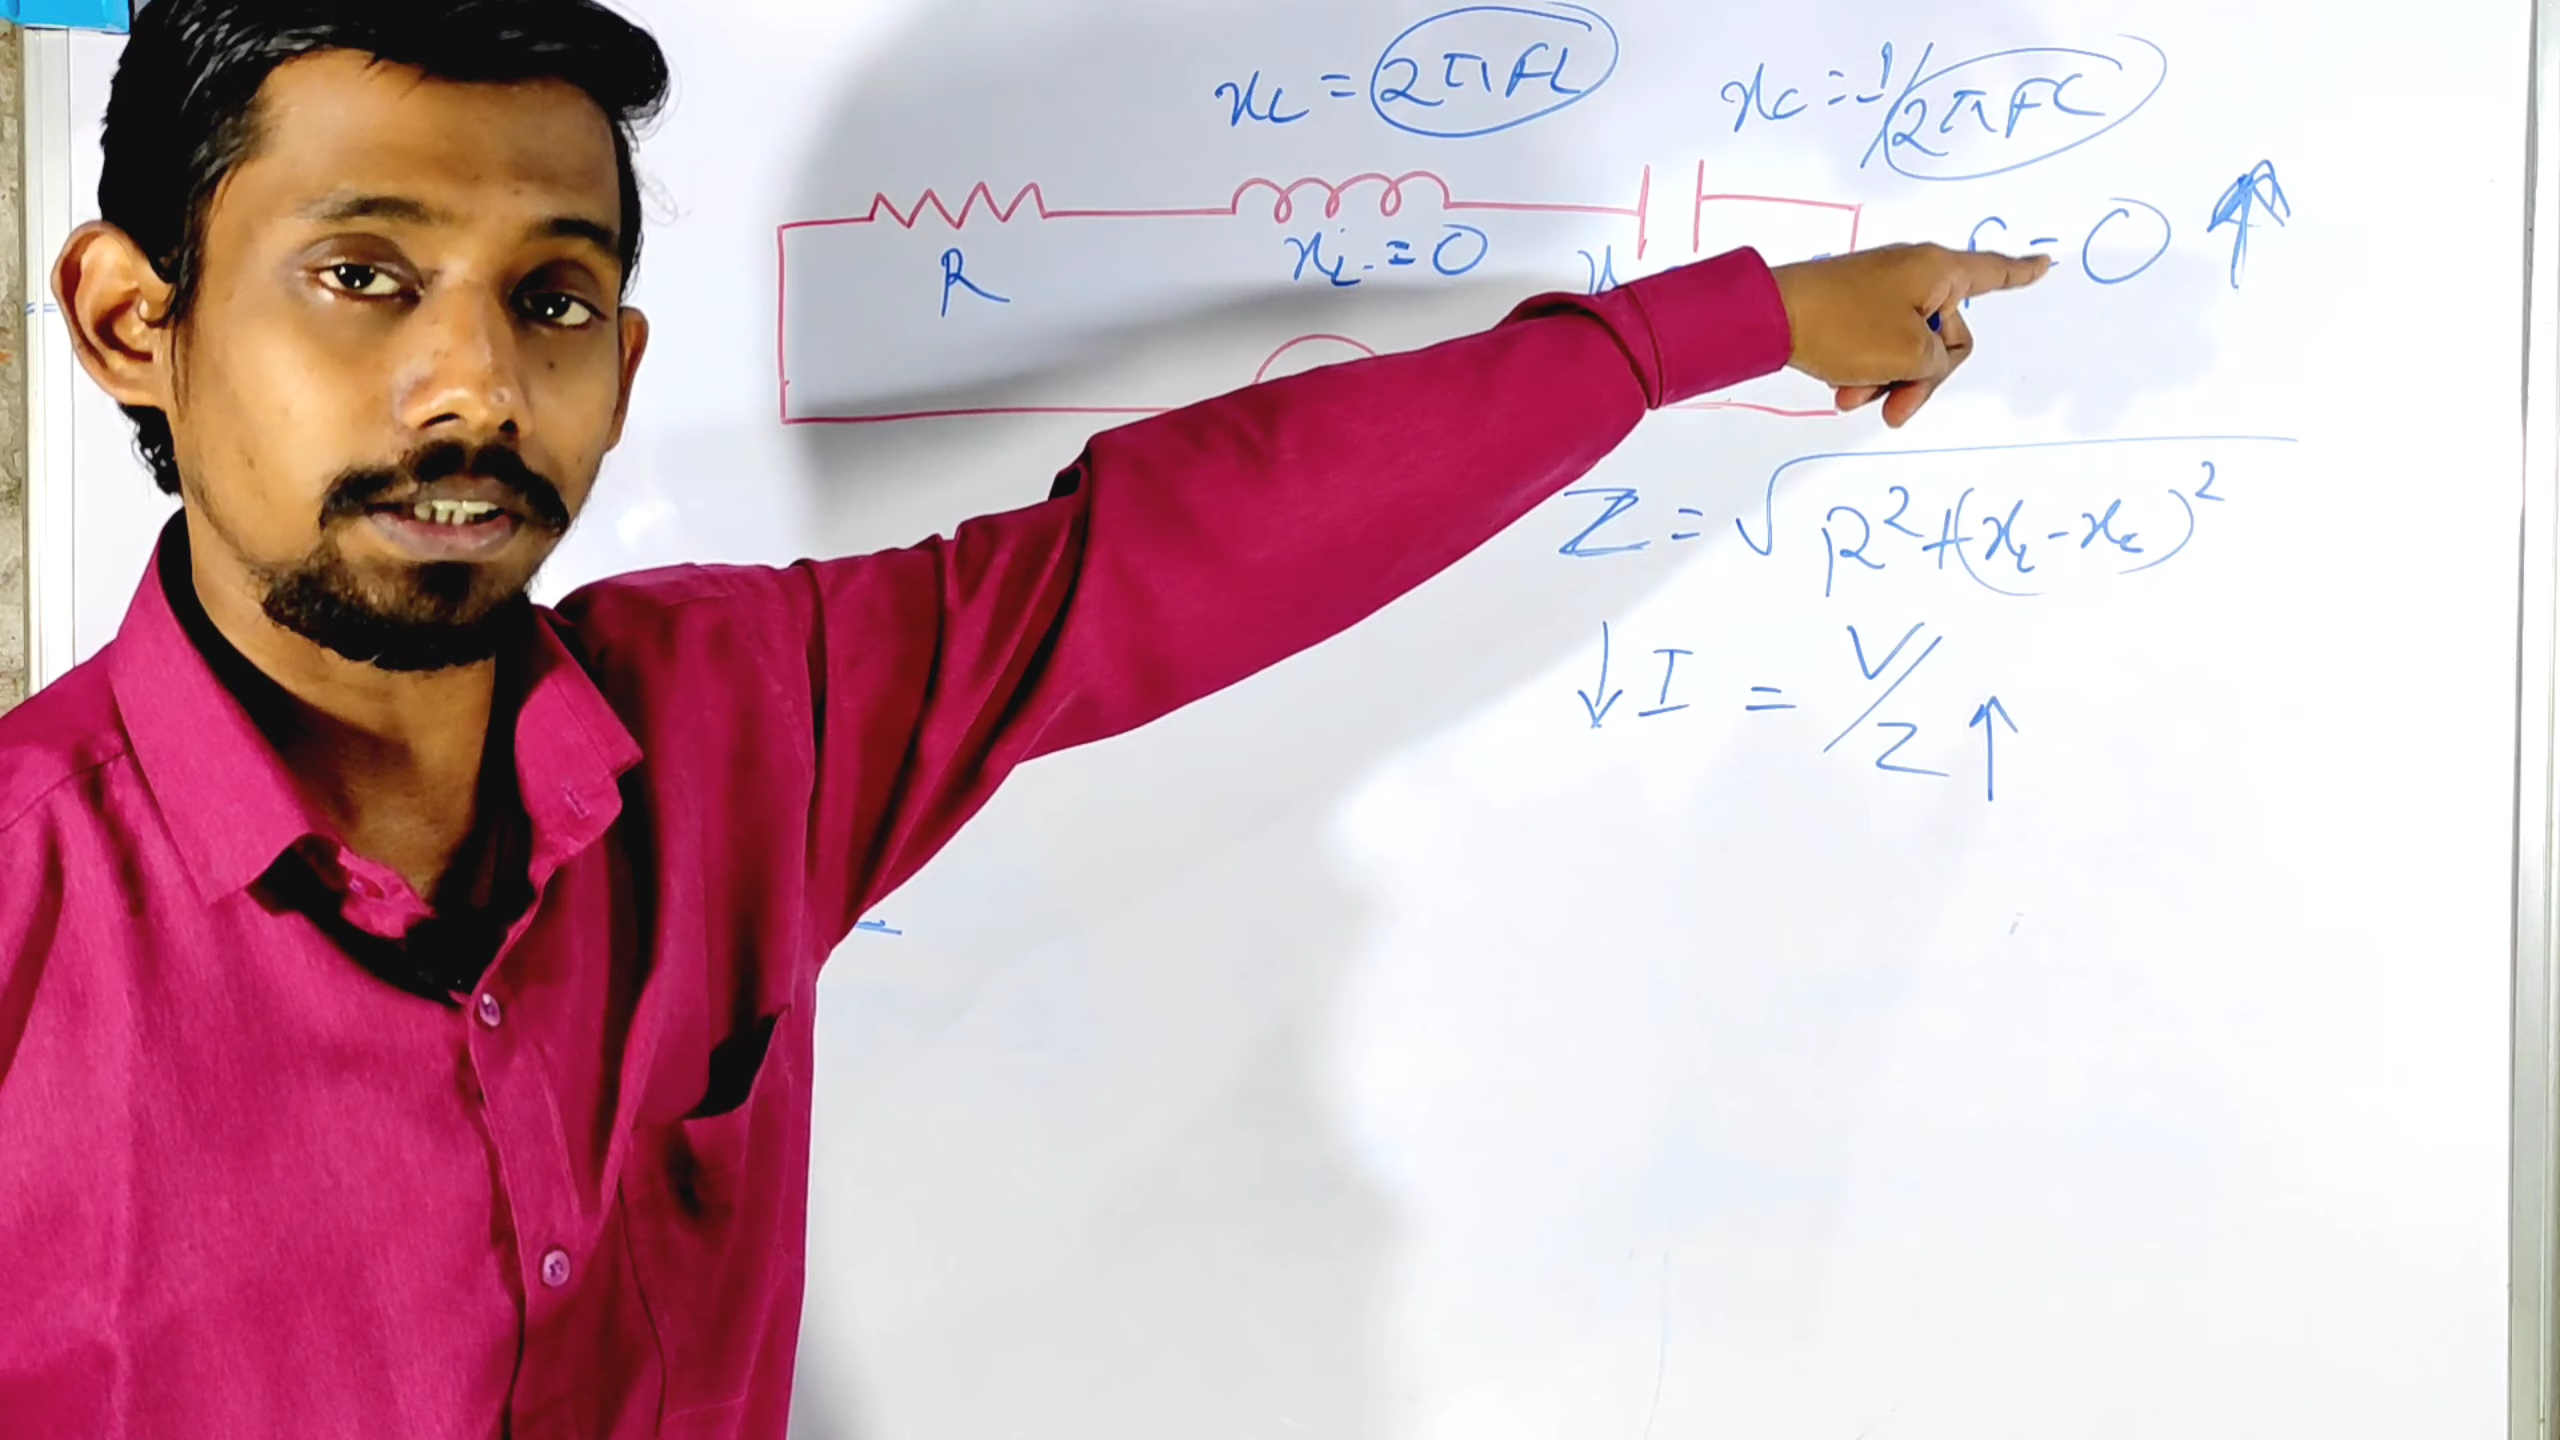 xL = 2πfL
xC = 1/2πfC
R
xL = 0
f = 0 ↑
Z = √R²+(xL-xC)²
↓ I = V/Z ↑